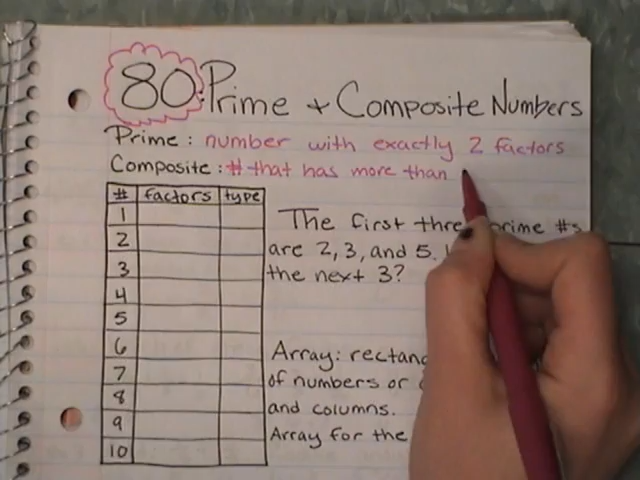 80: Prime + Composite Numbers
Prime: number with exactly 2 factors
Composite: # that has more than
# factors type
1
2
3
4
5
6
7
8
9
10
The first three prime #s
are 2, 3, and 5.
the next 3?
Array:
of numbers or
and columns.
Array for the